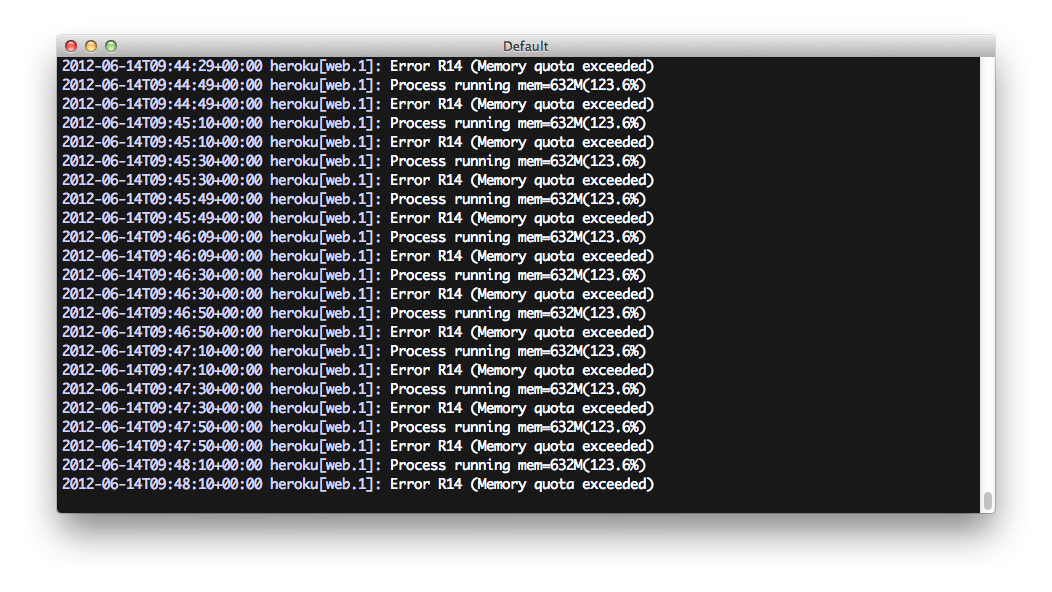 Default
2012-06-14T09:44:29+00:00 heroku[web.1]: Error R14 (Memory quota exceeded)
2012-06-14T09:44:49+00:00 heroku[web.1]: Process running mem=632M(123.6%)
2012-06-14T09:44:49+00:00 heroku[web.1]: Error R14 (Memory quota exceeded)
2012-06-14T09:45:10+00:00 heroku[web.1]: Process running mem=632M(123.6%)
2012-06-14T09:45:10+00:00 heroku[web.1]: Error R14 (Memory quota exceeded)
2012-06-14T09:45:30+00:00 heroku[web.1]: Process running mem=632M(123.6%)
2012-06-14T09:45:30+00:00 heroku[web.1]: Error R14 (Memory quota exceeded)
2012-06-14T09:45:49+00:00 heroku[web.1]: Process running mem=632M(123.6%)
2012-06-14T09:45:49+00:00 heroku[web.1]: Error R14 (Memory quota exceeded)
2012-06-14T09:46:09+00:00 heroku[web.1]: Process running mem=632M(123.6%)
2012-06-14T09:46:09+00:00 heroku[web.1]: Error R14 (Memory quota exceeded)
2012-06-14T09:46:30+00:00 heroku[web.1]: Process running mem=632M(123.6%)
2012-06-14T09:46:30+00:00 heroku[web.1]: Error R14 (Memory quota exceeded)
2012-06-14T09:46:50+00:00 heroku[web.1]: Process running mem=632M(123.6%)
2012-06-14T09:46:50+00:00 heroku[web.1]: Error R14 (Memory quota exceeded)
2012-06-14T09:47:10+00:00 heroku[web.1]: Process running mem=632M(123.6%)
2012-06-14T09:47:10+00:00 heroku[web.1]: Error R14 (Memory quota exceeded)
2012-06-14T09:47:30+00:00 heroku[web.1]: Process running mem=632M(123.6%)
2012-06-14T09:47:30+00:00 heroku[web.1]: Error R14 (Memory quota exceeded)
2012-06-14T09:47:50+00:00 heroku[web.1]: Process running mem=632M(123.6%)
2012-06-14T09:47:50+00:00 heroku[web.1]: Error R14 (Memory quota exceeded)
2012-06-14T09:48:10+00:00 heroku[web.1]: Process running mem=632M(123.6%)
2012-06-14T09:48:10+00:00 heroku[web.1]: Error R14 (Memory quota exceeded)